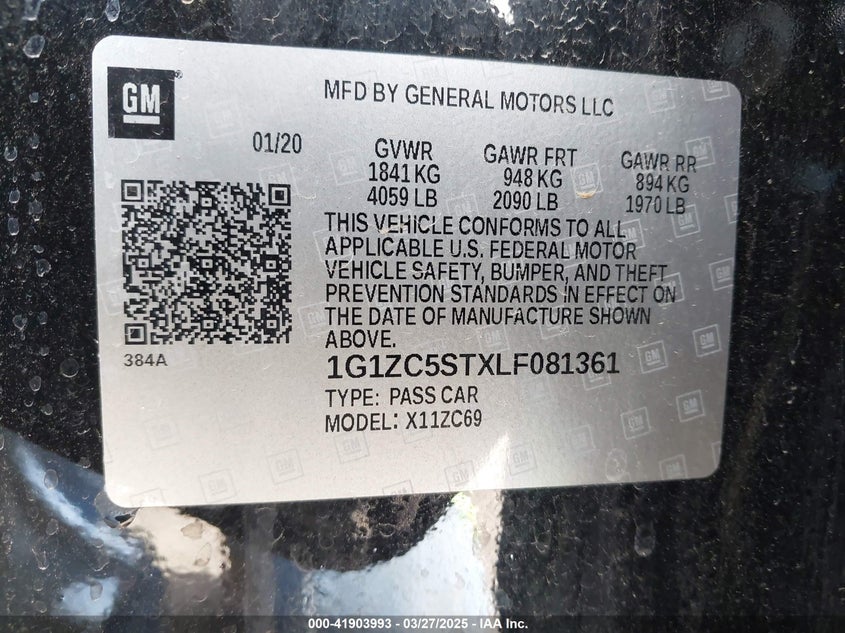 GM
MFD BY GENERAL MOTORS LLC
01/20
GVWR
1841 KG
4059 LB
GAWR FRT
948 KG
2090 LB
GAWR RR
894 KG
1970 LB
THIS VEHICLE CONFORMS TO ALL
APPLICABLE U.S. FEDERAL MOTOR
VEHICLE SAFETY, BUMPER, AND THEFT
PREVENTION STANDARDS IN EFFECT ON
THE DATE OF MANUFACTURE SHOWN
ABOVE.
384A
1G1ZC5STXLF081361
TYPE: PASS CAR
MODEL: X11ZC69
000-41903993 - 03/27/2025 - IAA Inc.